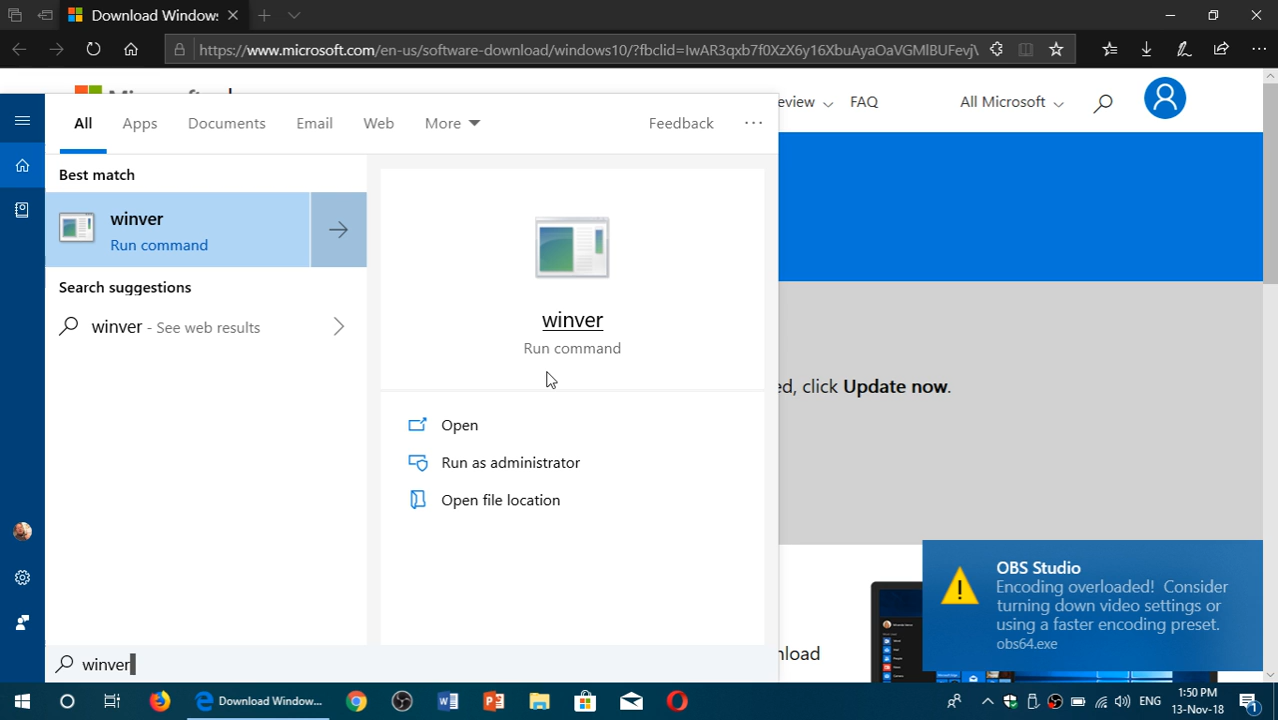 Download Window:
https://www.microsoft.com/en-us/software-download/windows10/?fbclid=IwAR3qxb7f0XzX6y16XbuAyaOaVGMlBUFevj
eview
FAQ
All Microsoft
All
Apps
Documents
Email
Web
More
Feedback
Best match
winver
Run command
Search suggestions
winver - See web results
winver
Run command
Open
Run as administrator
Open file location
ed, click Update now.
nload
OBS Studio
Encoding overloaded! Consider
turning down video settings or
using a faster encoding preset.
obs64.exe
winver
Download Window...
ENG
1:50 PM
13-Nov-18
1